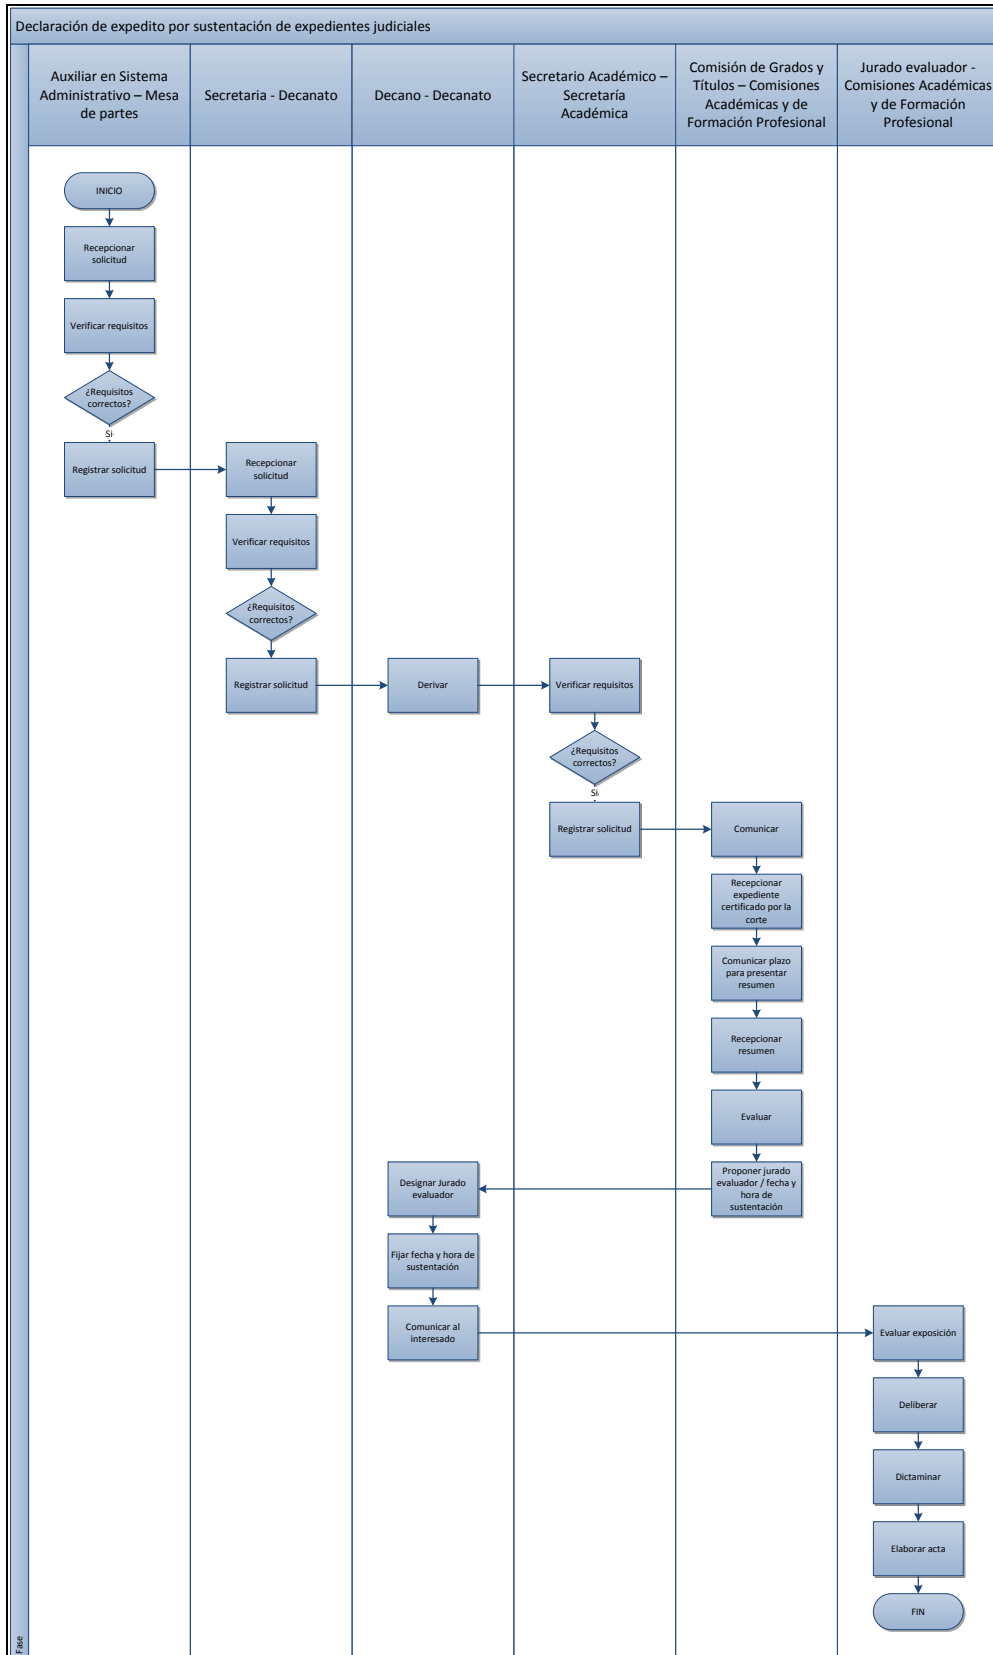 Declaración de expedito por sustentación de expedientes judiciales
Auxiliar en Sistema
Administrativo – Mesa
de partes
Secretaria - Decanato
Decano - Decanato
Secretario Académico –
Secretaría
Académica
Comisión de Grados y
Títulos – Comisiones
Académicas y de
Formación Profesional
Jurado evaluador -
Comisiones Académicas
y de Formación
Profesional
INICIO
Recepcionar
solicitud
Verificar requisitos
¿Requisitos
correctos?
Si
Registrar solicitud
Recepcionar
solicitud
Verificar requisitos
¿Requisitos
correctos?
Registrar solicitud
Derivar
Verificar requisitos
¿Requisitos
correctos?
Si
Registrar solicitud
Comunicar
Recepcionar
expediente
certificado por la
corte
Comunicar plazo
para presentar
resumen
Recepcionar
resumen
Evaluar
Proponer jurado
evaluador / fecha y
hora de
sustentación
Designar Jurado
evaluador
Fijar fecha y hora de
sustentación
Comunicar al
interesado
Evaluar exposición
Deliberar
Dictaminar
Elaborar acta
FIN
Fase